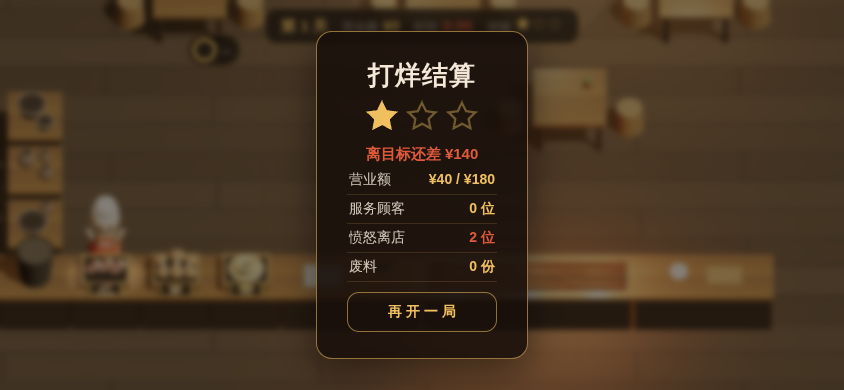 打烊结算
离目标还差 ¥140
营业额 ¥40 / ¥180
服务顾客 0 位
愤怒离店 2 位
废料 0 份
再开一局